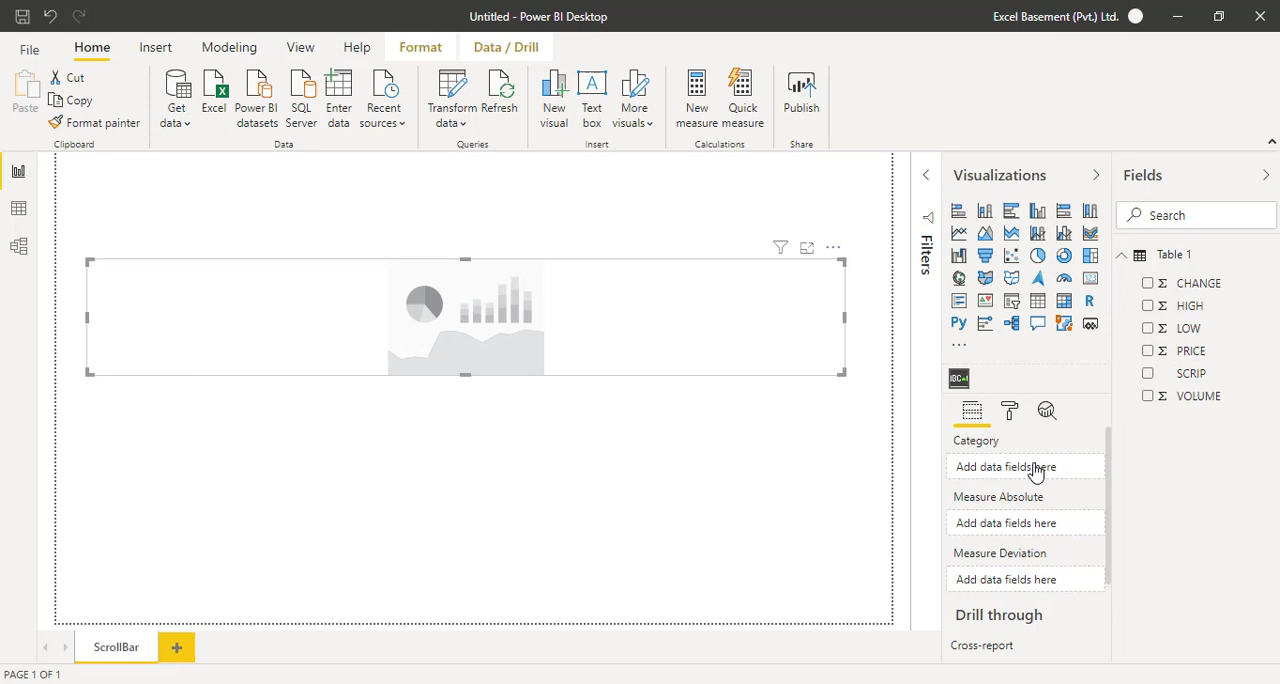 Untitled - Power BI Desktop
Excel Basement (Pvt.) Ltd.
File
Home
Insert
Modeling
View
Help
Format
Data / Drill
Paste
Cut
Copy
Format painter
Clipboard
Get data
Excel
Power BI datasets
SQL Server
Enter data
Recent sources
Data
Transform data
Refresh
Queries
New visual
Text box
More visuals
Insert
New measure
Quick measure
Calculations
Publish
Share
Filters
Visualizations
R
Py
Category
Add data fields here
Measure Absolute
Add data fields here
Measure Deviation
Add data fields here
Drill through
Cross-report
Fields
Search
Table 1
CHANGE
HIGH
LOW
PRICE
SCRIP
VOLUME
ScrollBar
PAGE 1 OF 1